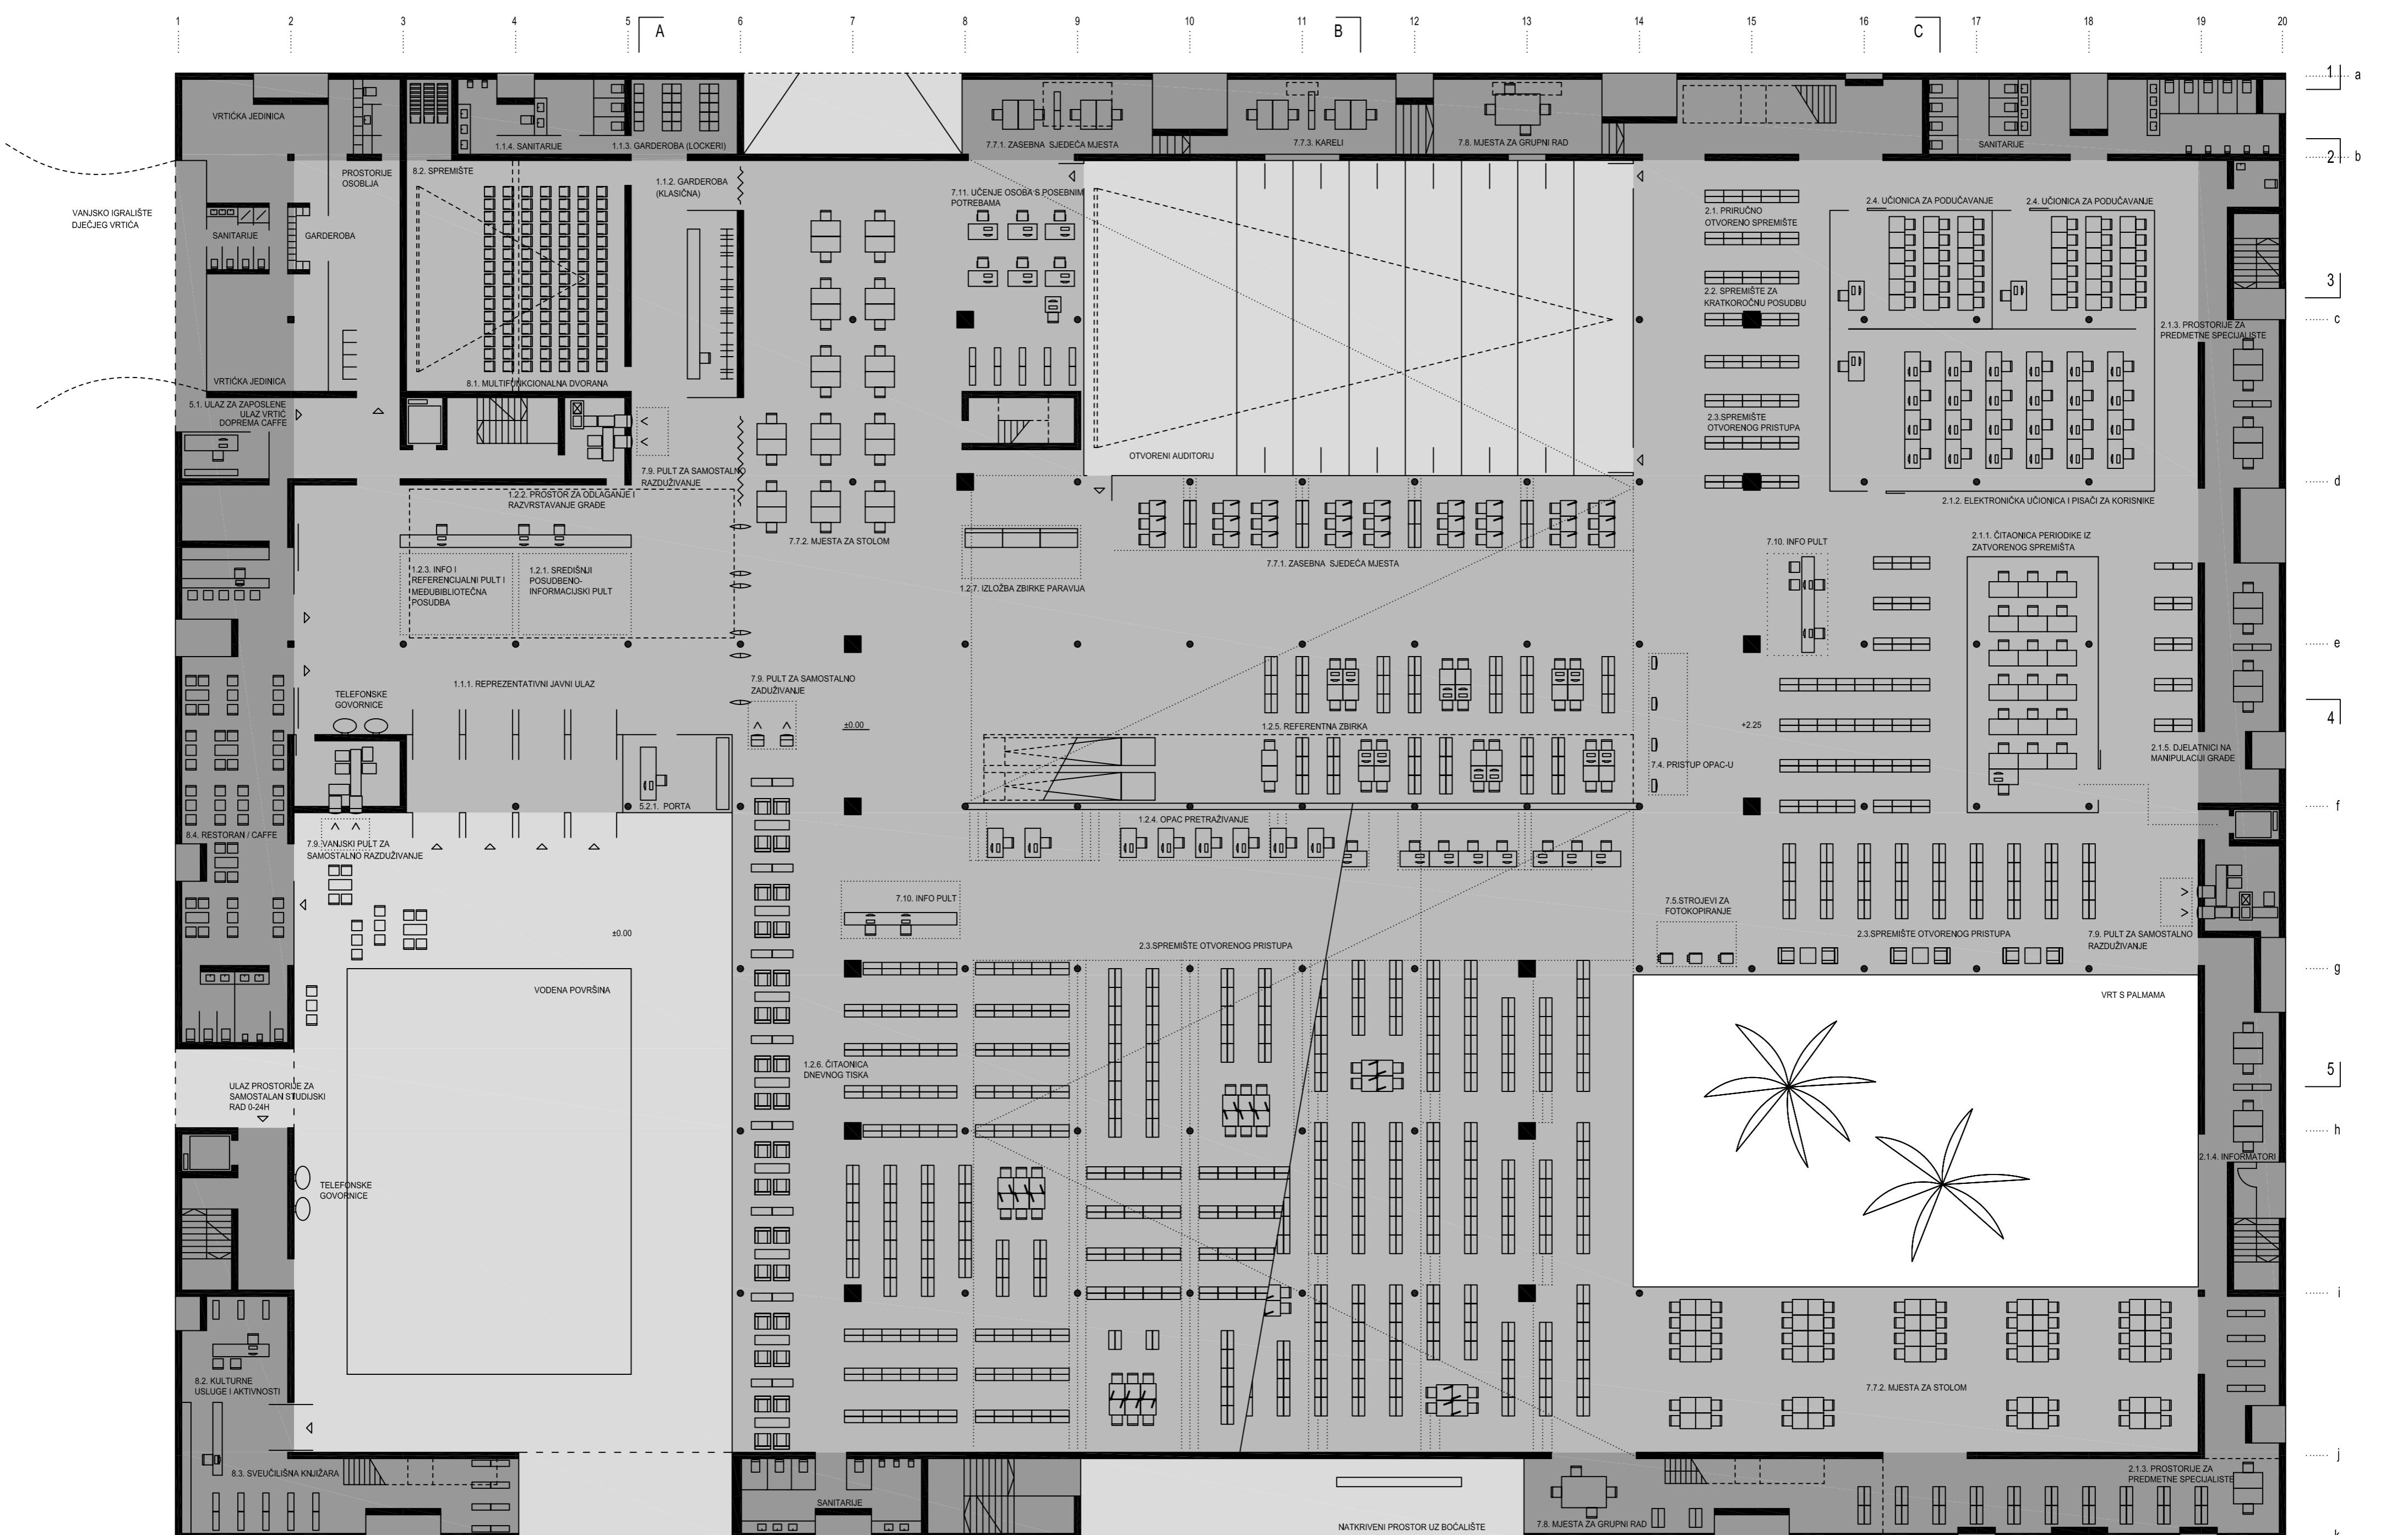 1 2 3 4 5 6 7 8 9 10 11 12 13 14 15 16 17 18 19 20
A B C
1 a
2 b
3
c
d
e
4
f
g
5
h
i
j
k
VRTIĆKA JEDINICA
PROSTORIJE
OSOBLJA
1.1.4. SANITARIJE
1.1.3. GARDEROBA (LOCKERI)
7.7.1. ZASEBNA SJEDEĆA MJESTA
7.7.3. KARELI
7.8. MJESTA ZA GRUPNI RAD
SANITARIJE
8.2. SPREMIŠTE
1.1.2. GARDEROBA
(KLASIČNA)
7.11. UČENJE OSOBA S POSEBNIM
POTREBAMA
2.1. PRIRUČNO
OTVORENO SPREMIŠTE
2.4. UČIONICA ZA PODUČAVANJE
2.4. UČIONICA ZA PODUČAVANJE
VANJSKO IGRALIŠTE
DJEČJEG VRTIĆA
SANITARIJE
GARDEROBA
2.2. SPREMIŠTE ZA
KRATKOROČNU POSUDBU
2.1.3. PROSTORIJE ZA
PREDMETNE SPECIJALISTE
VRTIĆKA JEDINICA
8.1. MULTIFUNKCIONALNA DVORANA
5.1. ULAZ ZA ZAPOSLENE
ULAZ VRTIĆ
DOPREMA CAFFE
2.3.SPREMIŠTE
OTVORENOG PRISTUPA
OTVORENI AUDITORIJ
7.9. PULT ZA SAMOSTALNO
RAZDUŽIVANJE
1.2.2. PROSTOR ZA ODLAGANJE I
RAZVRSTAVANJE GRAĐE
2.1.2. ELEKTRONIČKA UČIONICA I PISAČI ZA KORISNIKE
7.7.2. MJESTA ZA STOLOM
7.10. INFO PULT
2.1.1. ČITAONICA PERIODIKE IZ
ZATVORENOG SPREMIŠTA
1.2.3. INFO I
REFERENCIJALNI PULT I
MEĐUBIBLIOTEČNA
POSUDBA
1.2.1. SREDIŠNJI
POSUDBENO-
INFORMACIJSKI PULT
7.7.1. ZASEBNA SJEDEĆA MJESTA
1.2.7. IZLOŽBA ZBIRKE PARAVIJA
1.1.1. REPREZENTATIVNI JAVNI ULAZ
7.9. PULT ZA SAMOSTALNO
ZADUŽIVANJE
TELEFONSKE
GOVORNICE
±0.00
1.2.5. REFERENTNA ZBIRKA
+2.25
7.4. PRISTUP OPAC-U
2.1.5. DJELATNICI NA
MANIPULACIJI GRAĐE
5.2.1. PORTA
1.2.4. OPAC PRETRAŽIVANJE
8.4. RESTORAN / CAFFE
7.9. VANJSKI PULT ZA
SAMOSTALNO RAZDUŽIVANJE
7.10. INFO PULT
7.5.STROJEVI ZA
FOTOKOPIRANJE
±0.00
2.3.SPREMIŠTE OTVORENOG PRISTUPA
2.3.SPREMIŠTE OTVORENOG PRISTUPA
7.9. PULT ZA SAMOSTALNO
RAZDUŽIVANJE
VODENA POVRŠINA
VRT S PALMAMA
1.2.6. ČITAONICA
DNEVNOG TISKA
ULAZ PROSTORIJE ZA
SAMOSTALAN STUDIJSKI
RAD 0-24H
2.1.4. INFORMATORI
TELEFONSKE
GOVORNICE
8.2. KULTURNE
USLUGE I AKTIVNOSTI
7.7.2. MJESTA ZA STOLOM
8.3. SVEUČILIŠNA KNJIŽARA
2.1.3. PROSTORIJE ZA
PREDMETNE SPECIJALISTE
SANITARIJE
NATKRIVENI PROSTOR UZ BOČALIŠTE
7.8. MJESTA ZA GRUPNI RAD